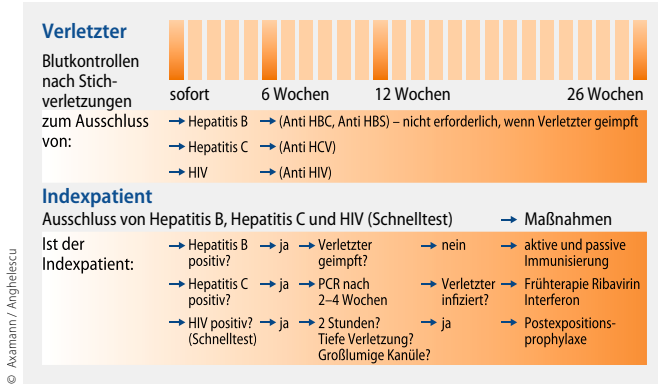 Verletzter
Blutkontrollen
nach Stich-
verletzungen
zum Ausschluss
von:
sofort 6 Wochen 12 Wochen 26 Wochen
→ Hepatitis B → (Anti HBC, Anti HBS) – nicht erforderlich, wenn Verletzter geimpft
→ Hepatitis C → (Anti HCV)
→ HIV → (Anti HIV)
Indexpatient
Ausschluss von Hepatitis B, Hepatitis C und HIV (Schnelltest) → Maßnahmen
Ist der
Indexpatient:
→ Hepatitis B → ja → Verletzter → nein → aktive und passive
positiv? geimpft? Immunisierung
→ Hepatitis C → ja → PCR nach → Verletzter → Frühterapie Ribavirin
positiv? 2–4 Wochen infiziert? Interferon
→ HIV positiv? → ja → 2 Stunden? → ja → Postexpositions-
(Schnelltest) Tiefe Verletzung? prophylaxe
Großlumige Kanüle?
© Axamann / Anghelescu